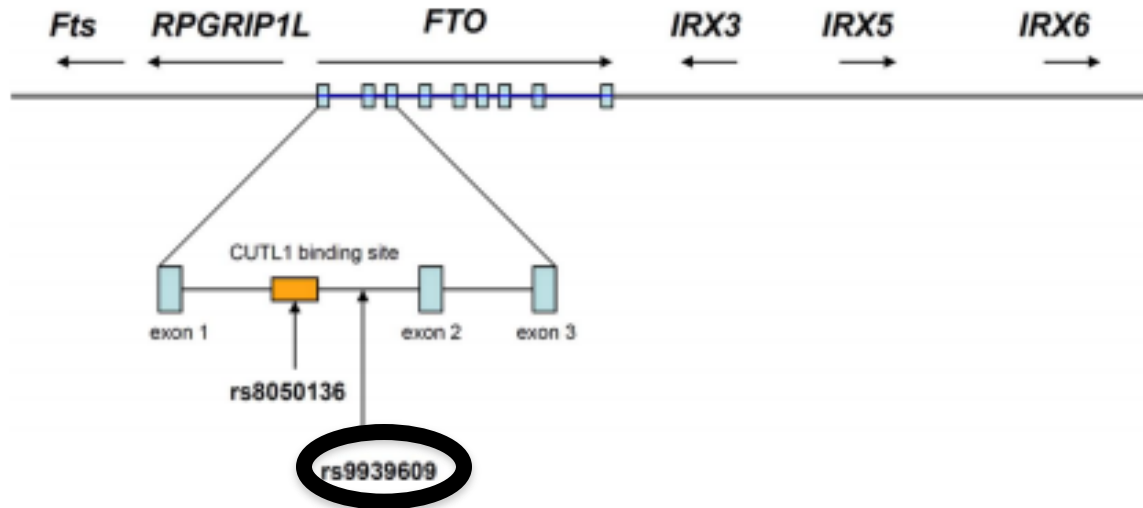 Fts RPGRIP1L FTO IRX3 IRX5 IRX6
CUTL1 binding site
exon 1 exon 2 exon 3
rs8050136
rs9939609